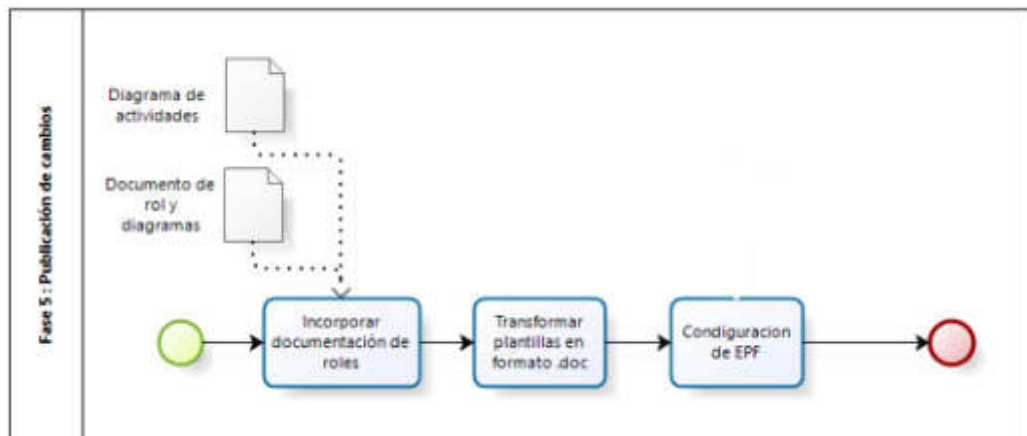 Fase 5 : Publicación de cambios
Diagrama de
actividades
Documento de
rol y
diagramas
Incorporar
documentación de
roles
Transformar
plantillas en
formato .doc
Condiguracion
de EPF